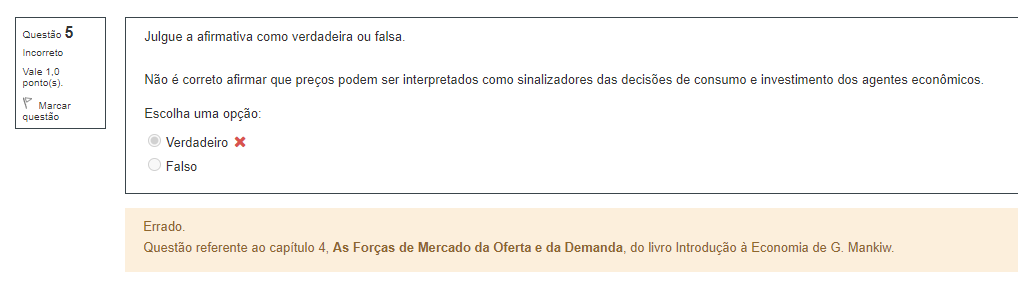 Questão 5
Incorreto
Vale 1,0
ponto(s).
Marcar
questão
Julgue a afirmativa como verdadeira ou falsa.
Não é correto afirmar que preços podem ser interpretados como sinalizadores das decisões de consumo e investimento dos agentes econômicos.
Escolha uma opção:
Verdadeiro
Falso
Errado.
Questão referente ao capítulo 4, As Forças de Mercado da Oferta e da Demanda, do livro Introdução à Economia de G. Mankiw.